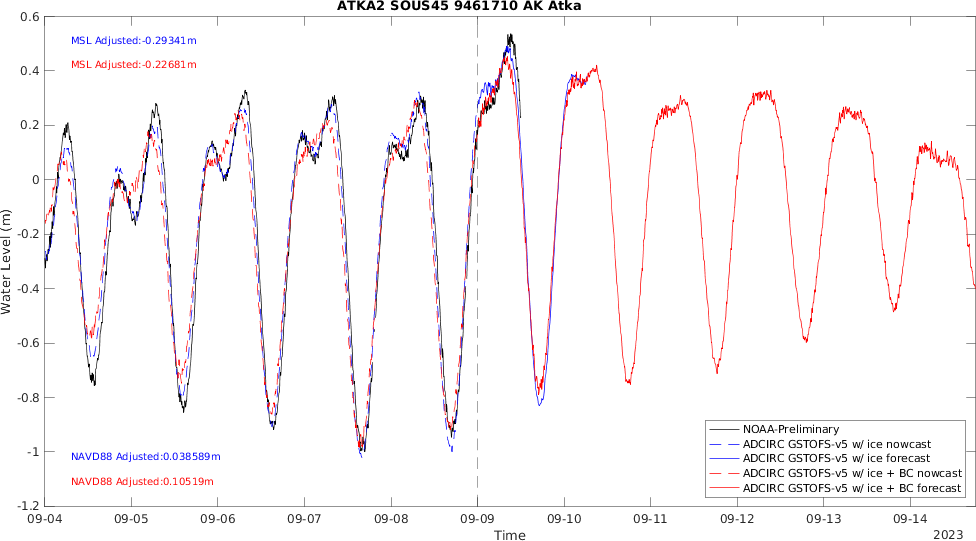 ATKA2 SOUS45 9461710 AK Atka
0.6
0.4
0.2
0
-0.2
-0.4
-0.6
-0.8
-1
-1.2
Water Level (m)
MSL Adjusted:-0.29341m
MSL Adjusted:-0.22681m
NAVD88 Adjusted:0.038589m
NAVD88 Adjusted:0.10519m
NOAA-Preliminary
ADCIRC GSTOFS-v5 w/ ice nowcast
ADCIRC GSTOFS-v5 w/ ice forecast
ADCIRC GSTOFS-v5 w/ ice + BC nowcast
ADCIRC GSTOFS-v5 w/ ice + BC forecast
09-04 09-05 09-06 09-07 09-08 09-09 09-10 09-11 09-12 09-13 09-14
Time
2023